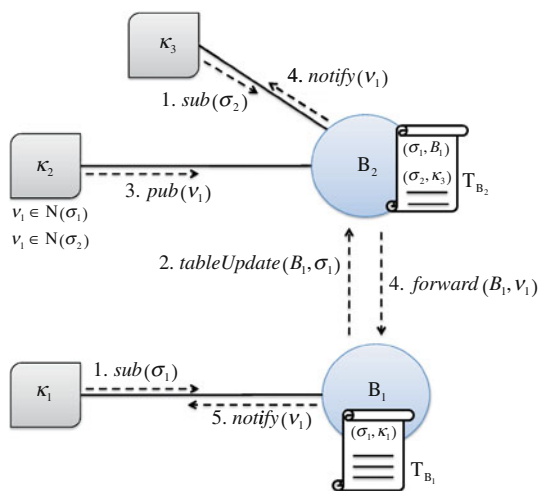 κ₃
4. notify(ν₁)
1. sub(σ₂)
κ₂
3. pub(ν₁)
B₂
(σ₁, B₁)
(σ₂, κ₃)
T_B₂
ν₁ ∈ N(σ₁)
ν₁ ∈ N(σ₂)
2. tableUpdate(B₁, σ₁)
4. forward(B₁, ν₁)
1. sub(σ₁)
κ₁
B₁
5. notify(ν₁)
(σ₁, κ₁)
T_B₁